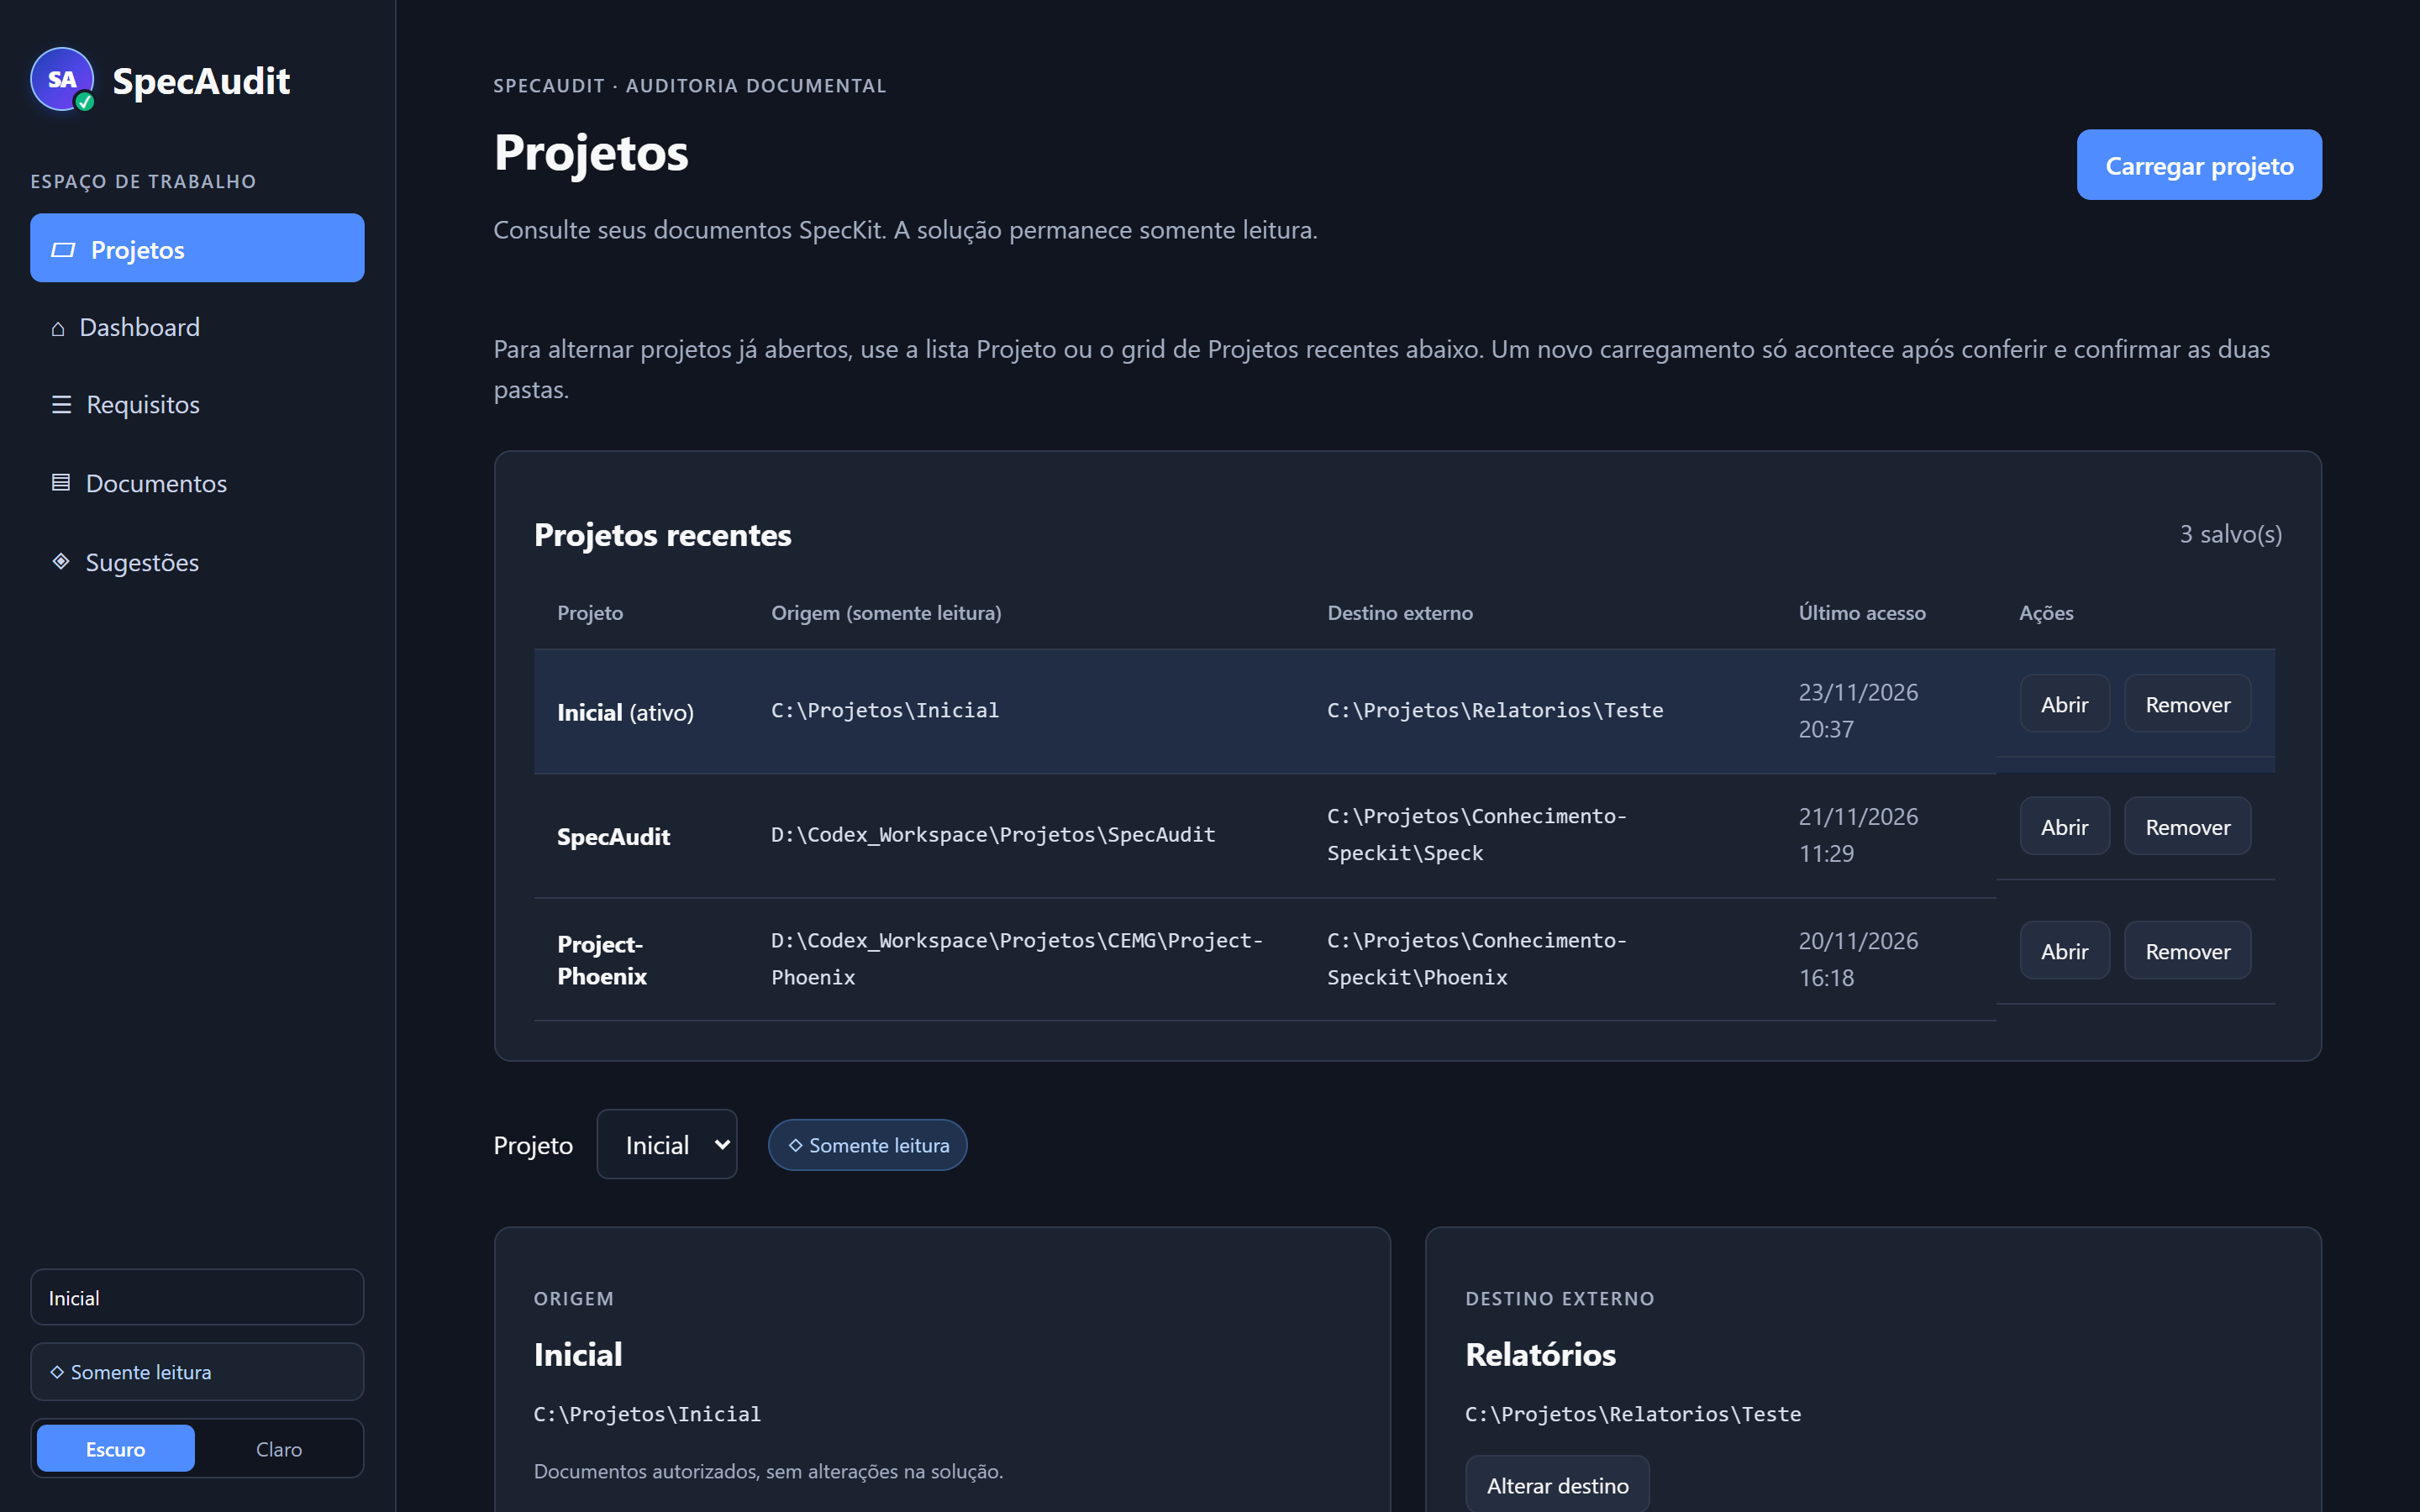 SA
SpecAudit
ESPAÇO DE TRABALHO
Projetos
Dashboard
Requisitos
Documentos
Sugestões
Inicial
Somente leitura
Escuro
Claro
SPECAUDIT · AUDITORIA DOCUMENTAL
Projetos
Carregar projeto
Consulte seus documentos SpecKit. A solução permanece somente leitura.
Para alternar projetos já abertos, use a lista Projeto ou o grid de Projetos recentes abaixo. Um novo carregamento só acontece após conferir e confirmar as duas
pastas.
Projetos recentes
3 salvo(s)
Projeto
Origem (somente leitura)
Destino externo
Último acesso
Ações
Inicial (ativo)
C:\Projetos\Inicial
C:\Projetos\Relatorios\Teste
23/11/2026
20:37
Abrir
Remover
SpecAudit
D:\Codex_Workspace\Projetos\SpecAudit
C:\Projetos\Conhecimento-
Speckit\Speck
21/11/2026
11:29
Abrir
Remover
Project-
Phoenix
D:\Codex_Workspace\Projetos\CEMG\Project-
Phoenix
C:\Projetos\Conhecimento-
Speckit\Phoenix
20/11/2026
16:18
Abrir
Remover
Projeto
Inicial
Somente leitura
ORIGEM
Inicial
C:\Projetos\Inicial
Documentos autorizados, sem alterações na solução.
DESTINO EXTERNO
Relatórios
C:\Projetos\Relatorios\Teste
Alterar destino